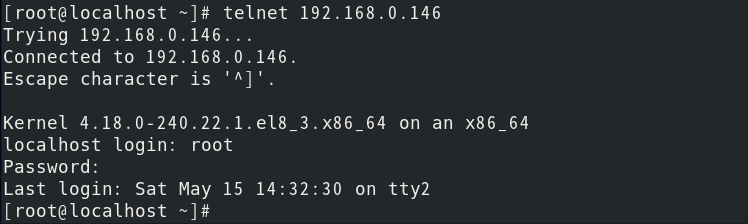 [root@localhost ~]# telnet 192.168.0.146
Trying 192.168.0.146...
Connected to 192.168.0.146.
Escape character is '^]'.
Kernel 4.18.0-240.22.1.el8_3.x86_64 on an x86_64
localhost login: root
Password:
Last login: Sat May 15 14:32:30 on tty2
[root@localhost ~]#